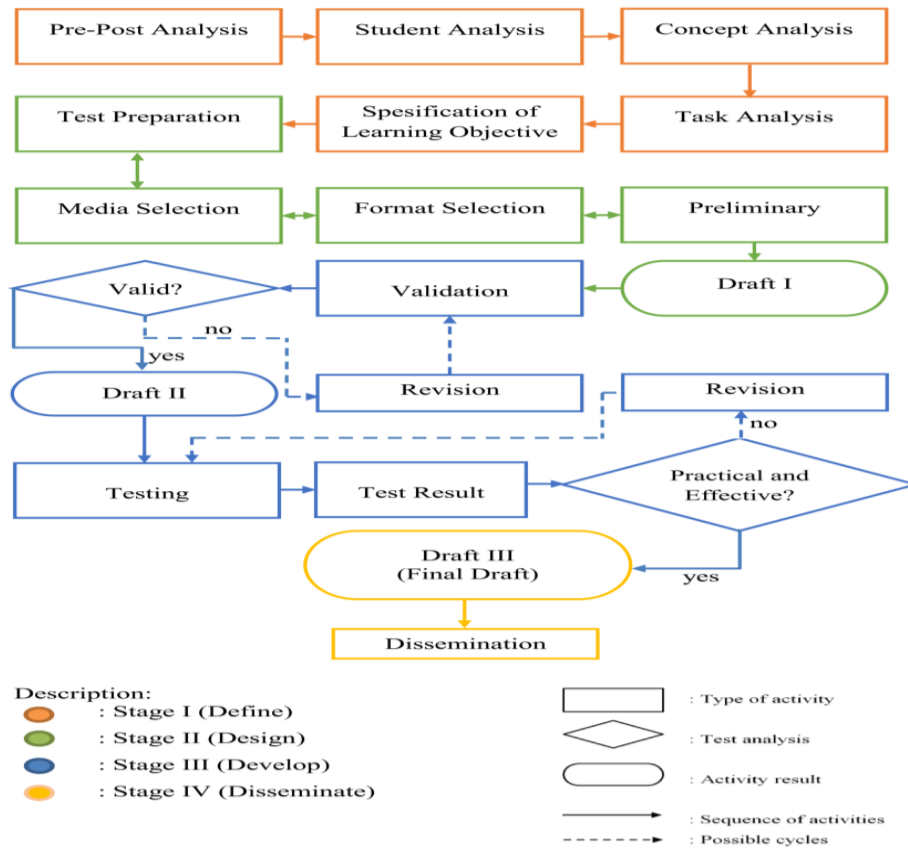 Pre-Post Analysis
Student Analysis
Concept Analysis
Test Preparation
Spesification of
Learning Objective
Task Analysis
Media Selection
Format Selection
Preliminary
Valid?
Validation
Draft I
no
yes
Draft II
Revision
Revision
no
Testing
Test Result
Practical and
Effective?
Draft III
(Final Draft)
yes
Dissemination
Description:
: Stage I (Define)
: Stage II (Design)
: Stage III (Develop)
: Stage IV (Disseminate)
: Type of activity
: Test analysis
: Activity result
: Sequence of activities
: Possible cycles